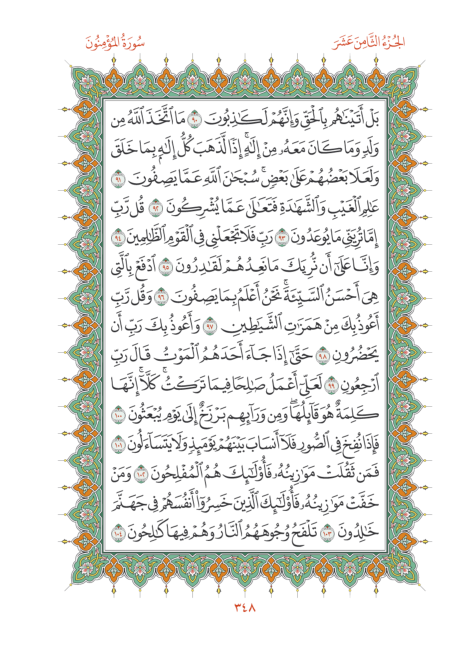 الجُزْءُ الثَّامِنَ عَشَرَ
سُورَةُ المُؤْمِنُونَ
بَلْ أَتَيْنَٰهُم بِٱلْحَقِّ وَإِنَّهُمْ لَكَٰذِبُونَ ٩٠ مَا ٱتَّخَذَ ٱللَّهُ مِن
وَلَدٍ وَمَا كَانَ مَعَهُۥ مِنْ إِلَٰهٍ إِذًا لَّذَهَبَ كُلُّ إِلَٰهٍۭ بِمَا خَلَقَ
وَلَعَلَا بَعْضُهُمْ عَلَىٰ بَعْضٍ سُبْحَٰنَ ٱللَّهِ عَمَّا يَصِفُونَ ٩١
عَٰلِمِ ٱلْغَيْبِ وَٱلشَّهَٰدَةِ فَتَعَٰلَىٰ عَمَّا يُشْرِكُونَ ٩٢ قُل رَّبِّ
إِمَّا تُرِيَنِّي مَا يُوعَدُونَ ٩٣ رَبِّ فَلَا تَجْعَلْنِي فِي ٱلْقَوْمِ ٱلظَّٰلِمِينَ ٩٤
وَإِنَّا عَلَىٰٓ أَن نُّرِيَكَ مَا نَعِدُهُمْ لَقَٰدِرُونَ ٩٥ ٱدْفَعْ بِٱلَّتِي
هِيَ أَحْسَنُ ٱلسَّيِّئَةَ نَحْنُ أَعْلَمُ بِمَا يَصِفُونَ ٩٦ وَقُل رَّبِّ
أَعُوذُ بِكَ مِنْ هَمَزَٰتِ ٱلشَّيَٰطِينِ ٩٧ وَأَعُوذُ بِكَ رَبِّ أَن
يَحْضُرُونِ ٩٨ حَتَّىٰٓ إِذَا جَآءَ أَحَدَهُمُ ٱلْمَوْتُ قَالَ رَبِّ
ٱرْجِعُونِ ٩٩ لَعَلِّيٓ أَعْمَلُ صَٰلِحًا فِيمَا تَرَكْتُ كَلَّآ إِنَّهَا
كَلِمَةٌ هُوَ قَآئِلُهَا وَمِن وَرَآئِهِم بَرْزَخٌ إِلَىٰ يَوْمِ يُبْعَثُونَ ١٠٠
فَإِذَا نُفِخَ فِي ٱلصُّورِ فَلَآ أَنسَابَ بَيْنَهُمْ يَوْمَئِذٍ وَلَا يَتَسَآءَلُونَ ١٠١
فَمَن ثَقُلَتْ مَوَٰزِينُهُۥ فَأُو۟لَٰٓئِكَ هُمُ ٱلْمُفْلِحُونَ ١٠٢ وَمَنْ
خَفَّتْ مَوَٰزِينُهُۥ فَأُو۟لَٰٓئِكَ ٱلَّذِينَ خَسِرُوٓا۟ أَنفُسَهُمْ فِي جَهَنَّمَ
خَٰلِدُونَ ١٠٣ تَلْفَحُ وُجُوهَهُمُ ٱلنَّارُ وَهُمْ فِيهَا كَٰلِحُونَ ١٠٤
٣٤٨